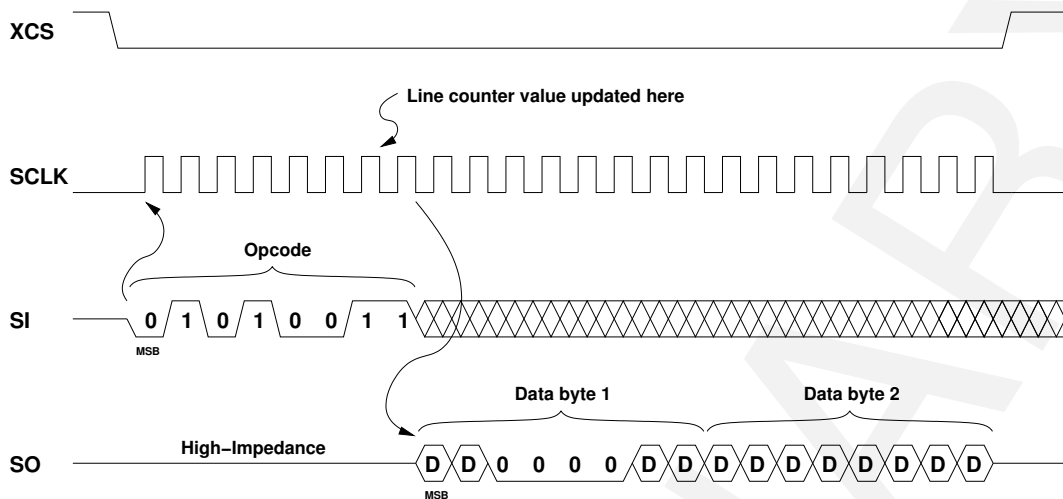 XCS
Line counter value updated here
SCLK
Opcode
SI
0 1 0 1 0 0 1 1
MSB
Data byte 1
Data byte 2
High−Impedance
SO
D D 0 0 0 0 D D D D D D D D D D
MSB